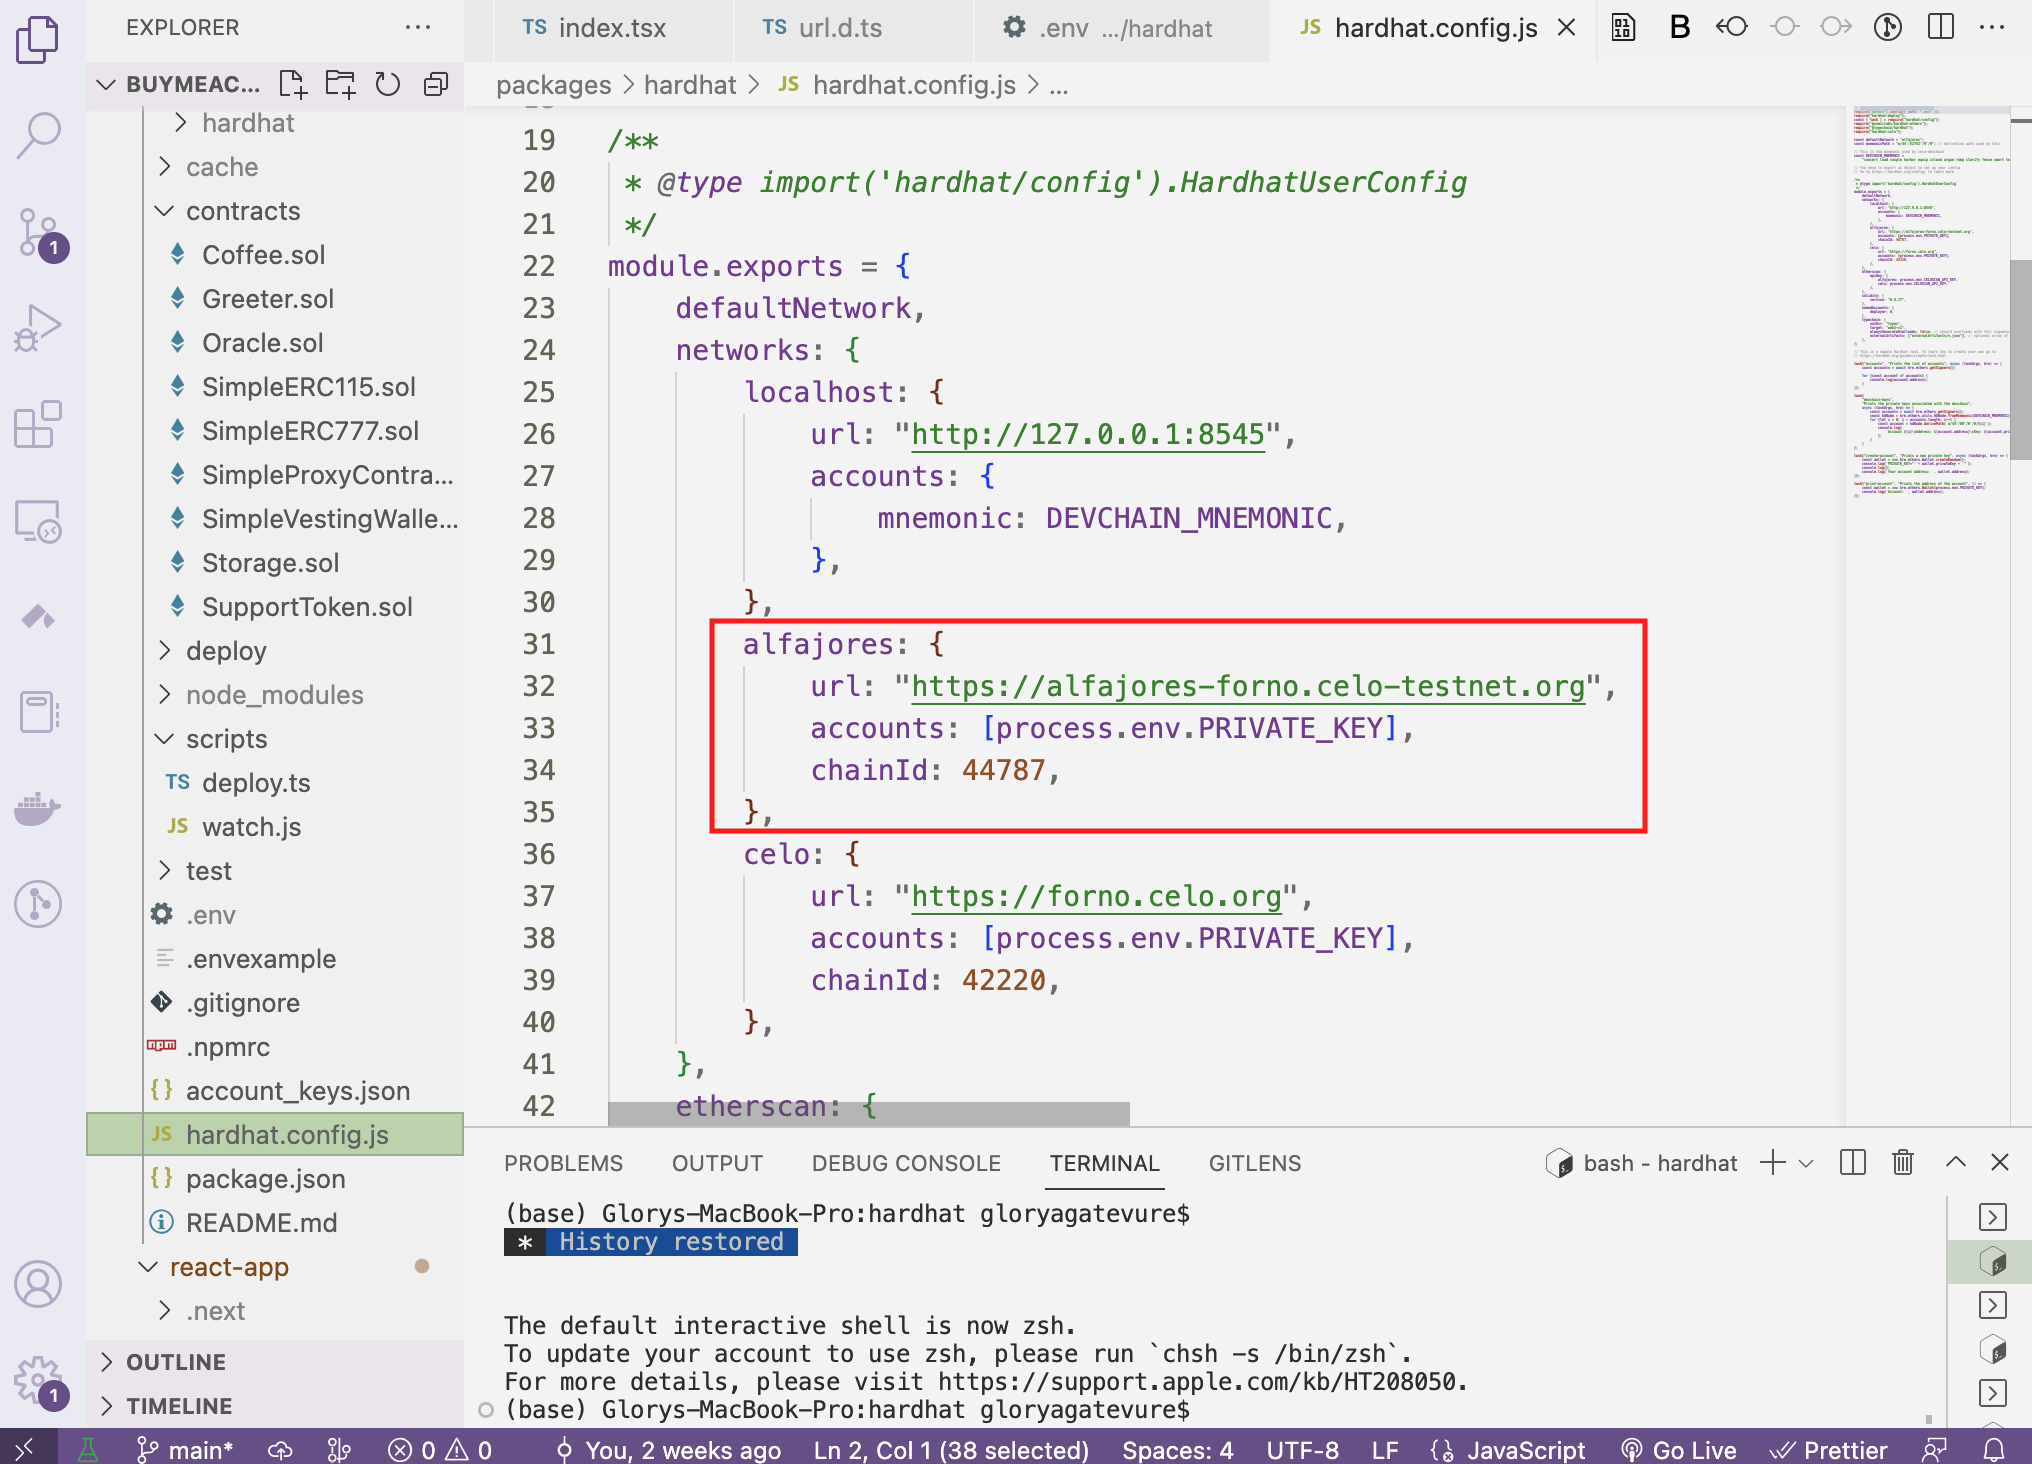 EXPLORER
BUYMEAC...
hardhat
cache
contracts
Coffee.sol
Greeter.sol
Oracle.sol
SimpleERC115.sol
SimpleERC777.sol
SimpleProxyContra...
SimpleVestingWalle...
Storage.sol
SupportToken.sol
deploy
node_modules
scripts
TS deploy.ts
JS watch.js
test
.env
.envexample
.gitignore
.npmrc
{} account_keys.json
JS hardhat.config.js
{} package.json
README.md
react-app
.next
OUTLINE
TIMELINE
1
1
TS index.tsx
TS url.d.ts
.env .../hardhat
JS hardhat.config.js
B
packages > hardhat > JS hardhat.config.js > ...
19 /**
20 * @type import('hardhat/config').HardhatUserConfig
21 */
22 module.exports = {
23 defaultNetwork,
24 networks: {
25 localhost: {
26 url: "http://127.0.0.1:8545",
27 accounts: {
28 mnemonic: DEVCHAIN_MNEMONIC,
29 },
30 },
31 alfajores: {
32 url: "https://alfajores-forno.celo-testnet.org",
33 accounts: [process.env.PRIVATE_KEY],
34 chainId: 44787,
35 },
36 celo: {
37 url: "https://forno.celo.org",
38 accounts: [process.env.PRIVATE_KEY],
39 chainId: 42220,
40 },
41 },
42 etherscan: {
PROBLEMS OUTPUT DEBUG CONSOLE TERMINAL GITLENS
bash - hardhat
(base) Glorys-MacBook-Pro:hardhat gloryagatevure$
* History restored
The default interactive shell is now zsh.
To update your account to use zsh, please run `chsh -s /bin/zsh`.
For more details, please visit https://support.apple.com/kb/HT208050.
(base) Glorys-MacBook-Pro:hardhat gloryagatevure$
main* 0 0 You, 2 weeks ago Ln 2, Col 1 (38 selected) Spaces: 4 UTF-8 LF JavaScript Go Live Prettier